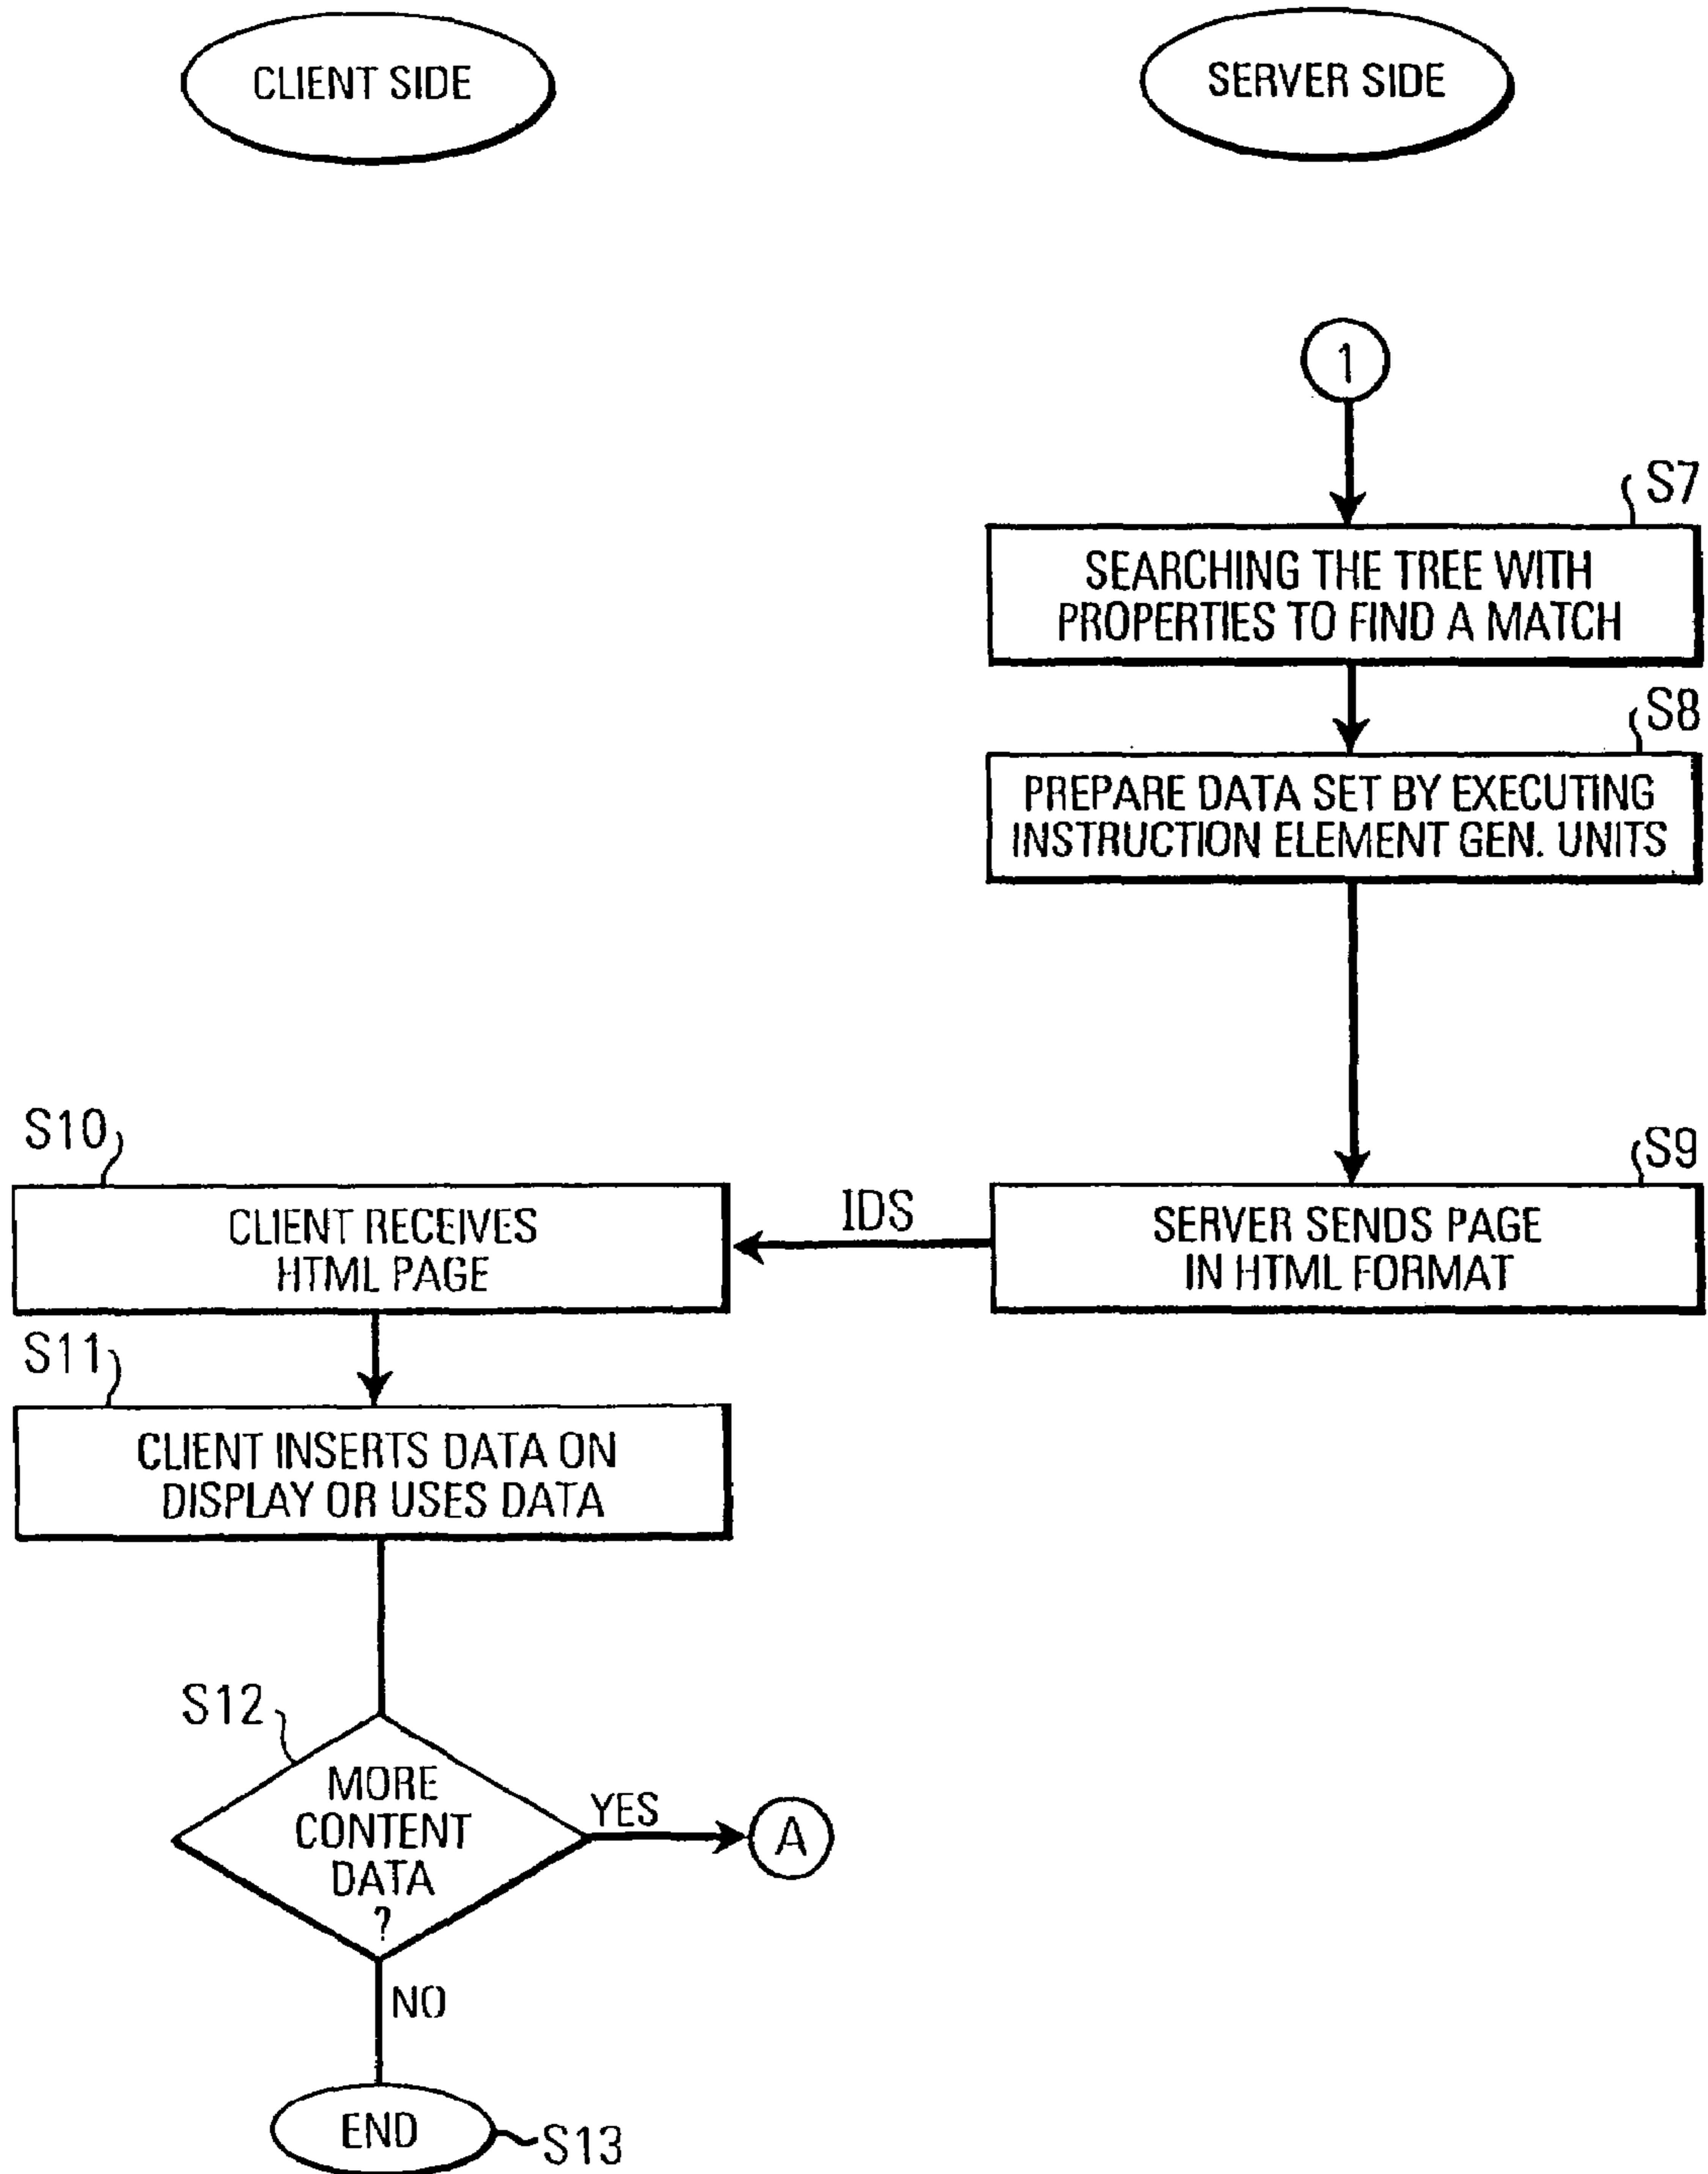 CLIENT SIDE
SERVER SIDE
1
S7
SEARCHING THE TREE WITH
PROPERTIES TO FIND A MATCH
S8
PREPARE DATA SET BY EXECUTING
INSTRUCTION ELEMENT GEN. UNITS
S10
S9
CLIENT RECEIVES
HTML PAGE
IDS
SERVER SENDS PAGE
IN HTML FORMAT
S11
CLIENT INSERTS DATA ON
DISPLAY OR USES DATA
S12
MORE
CONTENT
DATA
?
YES
A
NO
END
S13